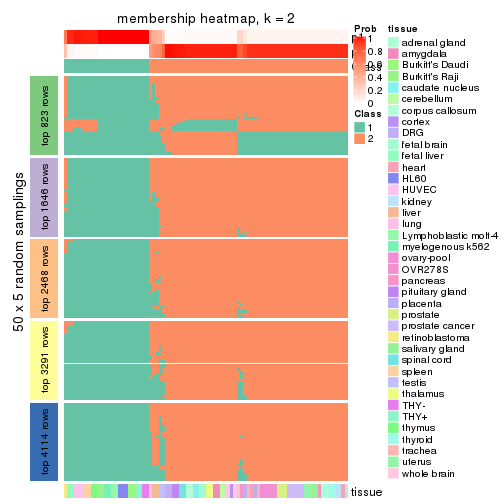 membership heatmap, k = 2
50 x 5 random samplings
top 823 rows
top 1646 rows
top 2468 rows
top 3291 rows
top 4114 rows
tissue
Prob
1
0.8
0.6
0.4
0.2
0
Class
1
2
tissue
adrenal gland
amygdala
Burkitt's Daudi
Burkitt's Raji
caudate nucleus
cerebellum
corpus callosum
cortex
DRG
fetal brain
fetal liver
heart
HL60
HUVEC
kidney
liver
lung
Lymphoblastic molt-4
myelogenous k562
ovary-pool
OVR278S
pancreas
pituitary gland
placenta
prostate
prostate cancer
retinoblastoma
salivary gland
spinal cord
spleen
testis
thalamus
THY-
THY+
thymus
thyroid
trachea
uterus
whole brain